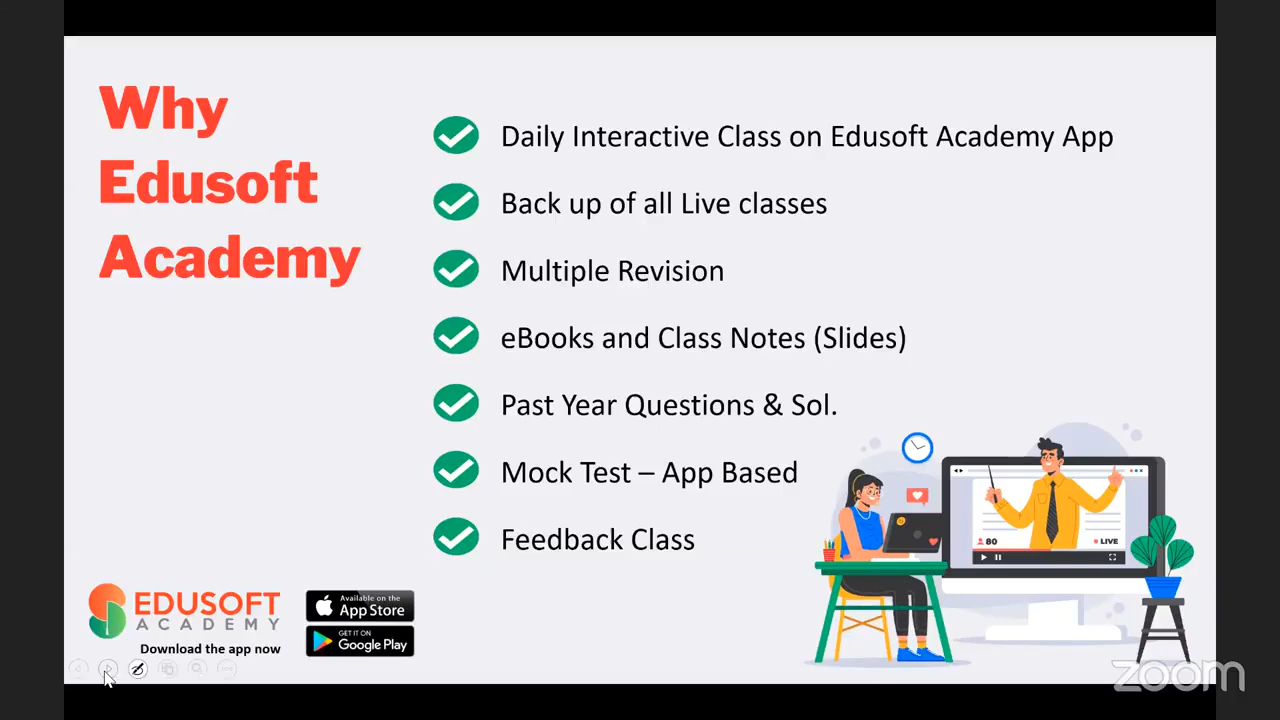 Why
Edusoft
Academy
Daily Interactive Class on Edusoft Academy App
Back up of all Live classes
Multiple Revision
eBooks and Class Notes (Slides)
Past Year Questions & Sol.
Mock Test – App Based
Feedback Class
80
LIVE
EDUSOFT
ACADEMY
Download the app now
Available on the
App Store
GET IT ON
Google Play
zoom